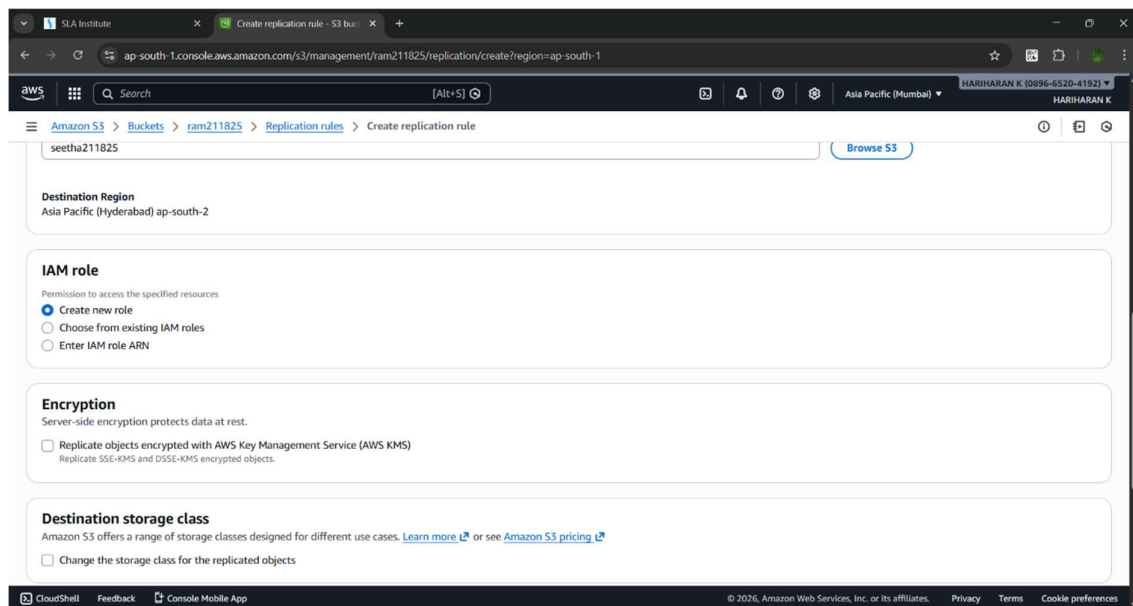 SLA Institute
Create replication rule - S3 buc
ap-south-1.console.aws.amazon.com/s3/management/ram211825/replication/create?region=ap-south-1
aws
Search
[Alt+S]
Asia Pacific (Mumbai)
HARIHARAN K (0896-6520-4192)
HARIHARAN K
Amazon S3 > Buckets > ram211825 > Replication rules > Create replication rule
seetha211825
Browse S3
Destination Region
Asia Pacific (Hyderabad) ap-south-2
IAM role
Permission to access the specified resources
Create new role
Choose from existing IAM roles
Enter IAM role ARN
Encryption
Server-side encryption protects data at rest.
Replicate objects encrypted with AWS Key Management Service (AWS KMS)
Replicate SSE-KMS and DSSE-KMS encrypted objects.
Destination storage class
Amazon S3 offers a range of storage classes designed for different use cases. Learn more or see Amazon S3 pricing
Change the storage class for the replicated objects
CloudShell Feedback Console Mobile App © 2026, Amazon Web Services, Inc. or its affiliates. Privacy Terms Cookie preferences